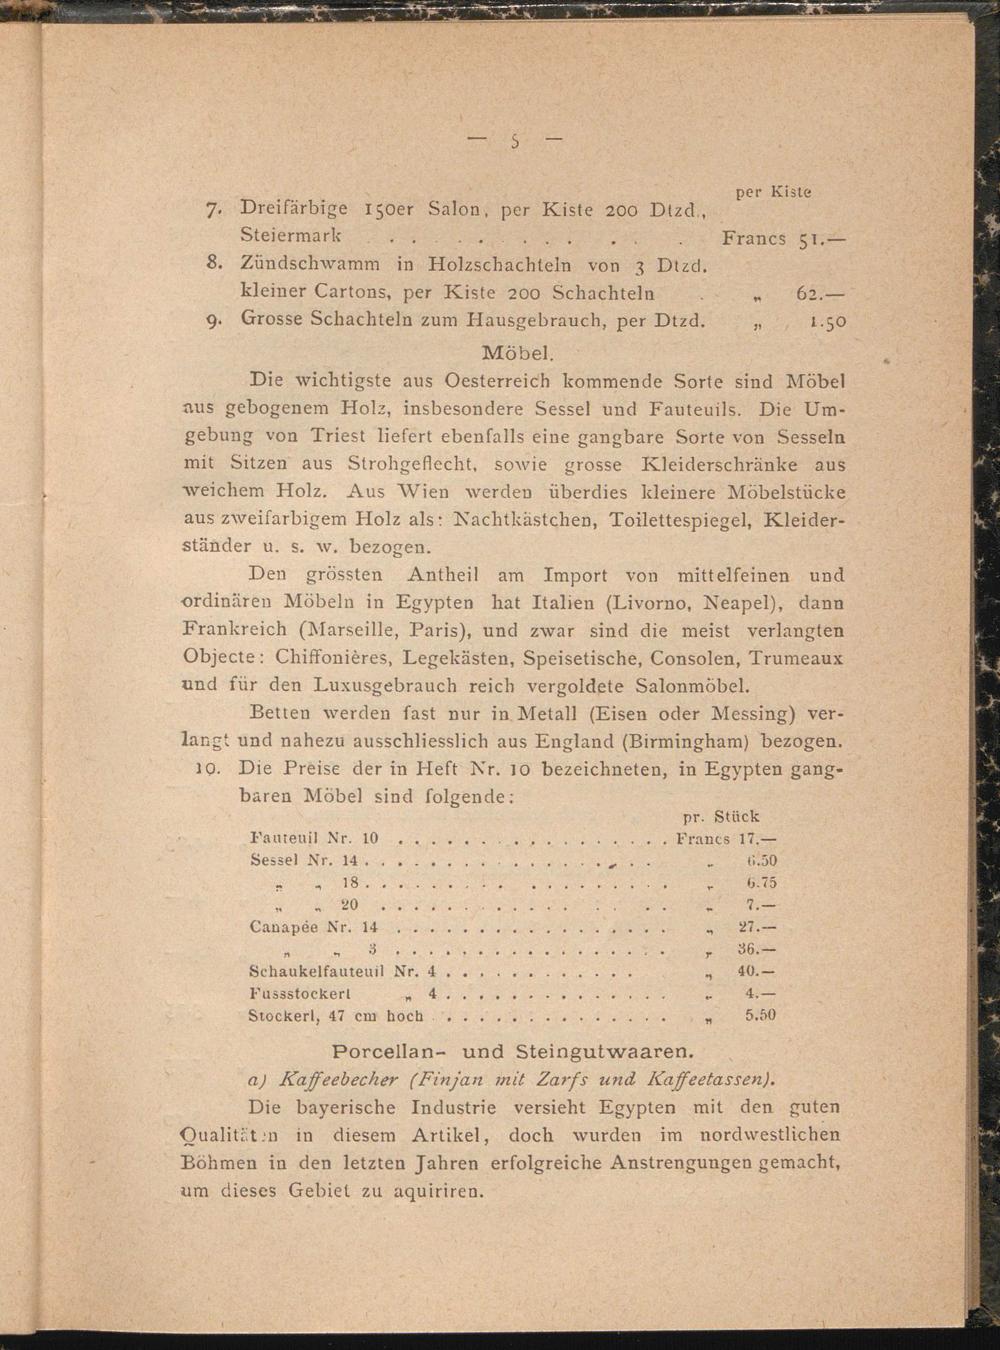 — 5 —
per Kiste
7. Dreifärbige 150er Salon, per Kiste 200 Dtzd.,
Steiermark . . . . . . . . . . . Francs 51.—
8. Zündschwamm in Holzschachteln von 3 Dtzd.
kleiner Cartons, per Kiste 200 Schachteln . „ 62.—
9. Grosse Schachteln zum Hausgebrauch, per Dtzd. „ 1.50
Möbel.
Die wichtigste aus Oesterreich kommende Sorte sind Möbel
aus gebogenem Holz, insbesondere Sessel und Fauteuils. Die Um-
gebung von Triest liefert ebenfalls eine gangbare Sorte von Sesseln
mit Sitzen aus Strohgeflecht, sowie grosse Kleiderschränke aus
weichem Holz. Aus Wien werden überdies kleinere Möbelstücke
aus zweifarbigem Holz als: Nachtkästchen, Toilettespiegel, Kleider-
ständer u. s. w. bezogen.
Den grössten Antheil am Import von mittelfeinen und
ordinären Möbeln in Egypten hat Italien (Livorno, Neapel), dann
Frankreich (Marseille, Paris), und zwar sind die meist verlangten
Objecte: Chiffonières, Legekästen, Speisetische, Consolen, Trumeaux
und für den Luxusgebrauch reich vergoldete Salonmöbel.
Betten werden fast nur in Metall (Eisen oder Messing) ver-
langt und nahezu ausschliesslich aus England (Birmingham) bezogen.
10. Die Preise der in Heft Nr. 10 bezeichneten, in Egypten gang-
baren Möbel sind folgende:
pr. Stück
Fauteuil Nr. 10 . . . . . . . . . . . . . . . . . Francs 17.—
Sessel Nr. 14 . . . . . . . . . . . . . . . . . . „ 6.50
„ „ 18 . . . . . . . . . . . . . . . . . . „ 6.75
„ „ 20 . . . . . . . . . . . . . . . . . „ 7.—
Canapée Nr. 14 . . . . . . . . . . . . . . . . „ 27.—
„ „ 3 . . . . . . . . . . . . . . . . „ 36.—
Schaukelfauteuil Nr. 4 . . . . . . . . . . . „ 40.—
Fussstockerl „ 4 . . . . . . . . . . . . . „ 4.—
Stockerl, 47 cm hoch . . . . . . . . . . . . . „ 5.50
Porcellan- und Steingutwaaren.
a) Kaffeebecher (Finjan mit Zarfs und Kaffeetassen).
Die bayerische Industrie versieht Egypten mit den guten
Qualitäten in diesem Artikel, doch wurden im nordwestlichen
Böhmen in den letzten Jahren erfolgreiche Anstrengungen gemacht,
um dieses Gebiet zu aquiriren.